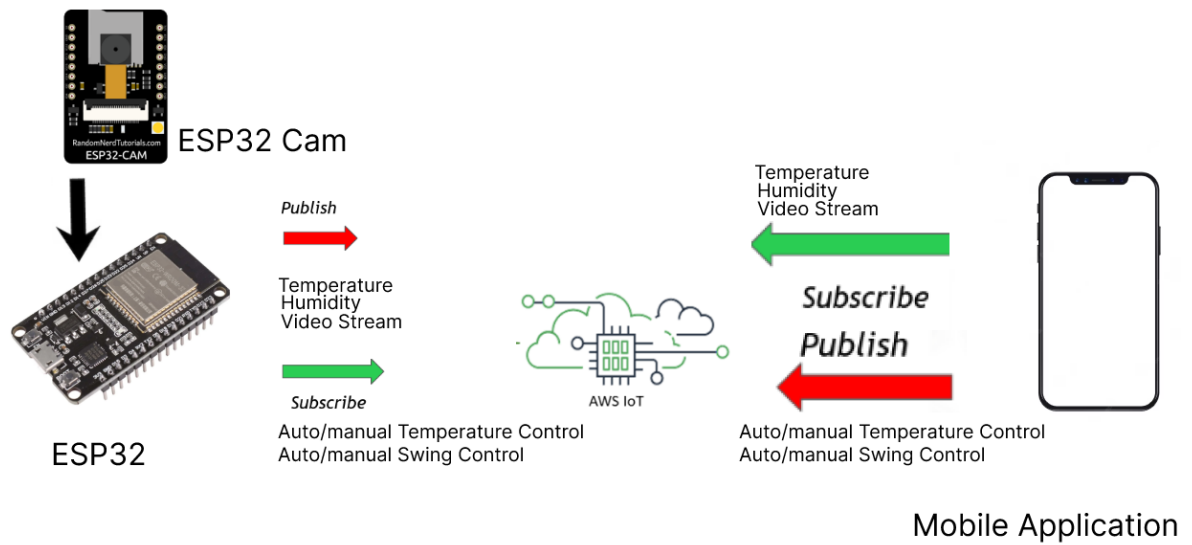 RandomNerdTutorials.com
ESP32-CAM
ESP32 Cam
Publish
Temperature
Humidity
Video Stream
Subscribe
Auto/manual Temperature Control
Auto/manual Swing Control
ESP32
AWS IoT
Temperature
Humidity
Video Stream
Subscribe
Publish
Auto/manual Temperature Control
Auto/manual Swing Control
Mobile Application